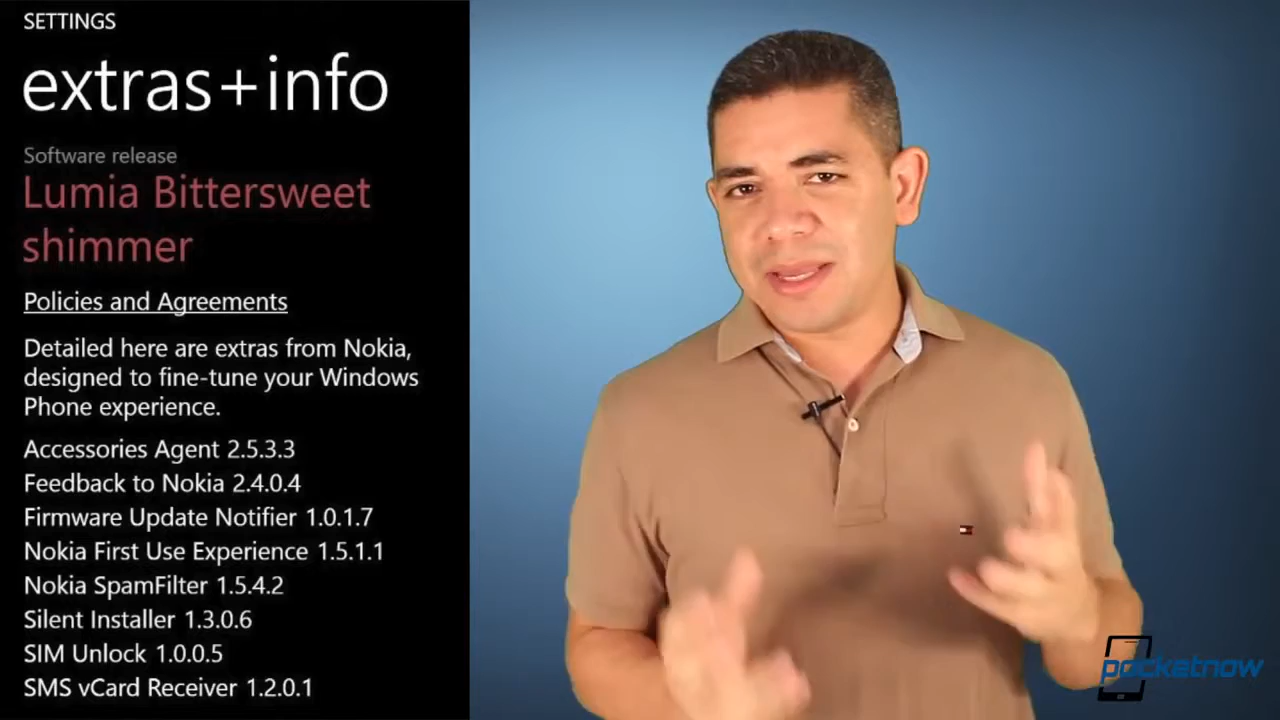 SETTINGS
extras+info
Software release
Lumia Bittersweet
shimmer
Policies and Agreements
Detailed here are extras from Nokia,
designed to fine-tune your Windows
Phone experience.
Accessories Agent 2.5.3.3
Feedback to Nokia 2.4.0.4
Firmware Update Notifier 1.0.1.7
Nokia First Use Experience 1.5.1.1
Nokia SpamFilter 1.5.4.2
Silent Installer 1.3.0.6
SIM Unlock 1.0.0.5
SMS vCard Receiver 1.2.0.1
pocketnow